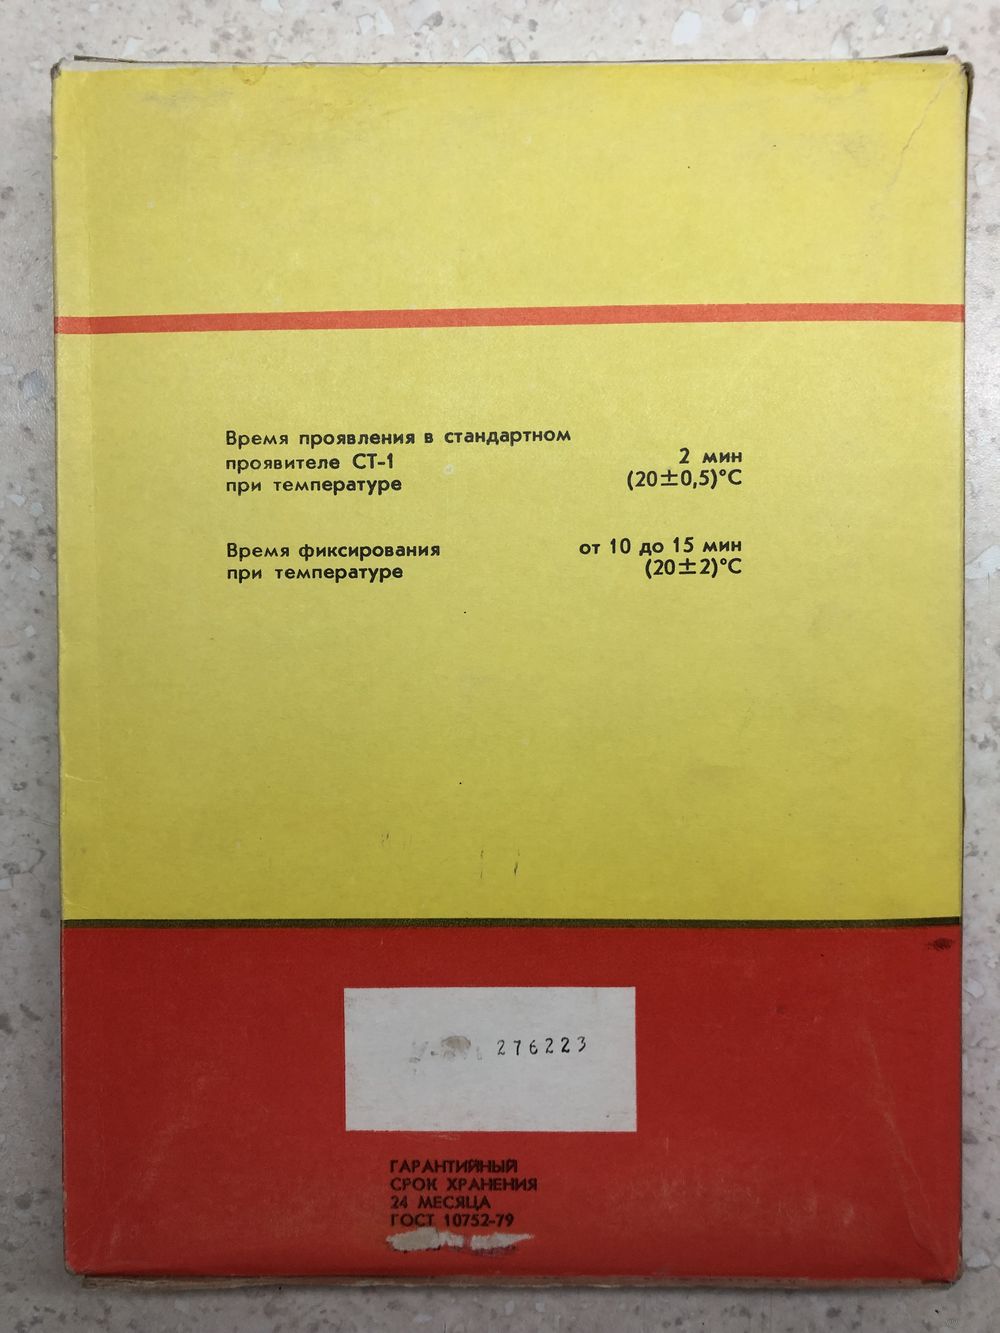 Время проявления в стандартном
проявителе СТ-1 2 мин
при температуре (20±0,5)°С
Время фиксирования от 10 до 15 мин
при температуре (20±2)°С
276223
ГАРАНТИЙНЫЙ
СРОК ХРАНЕНИЯ
24 МЕСЯЦА
ГОСТ 10752-79